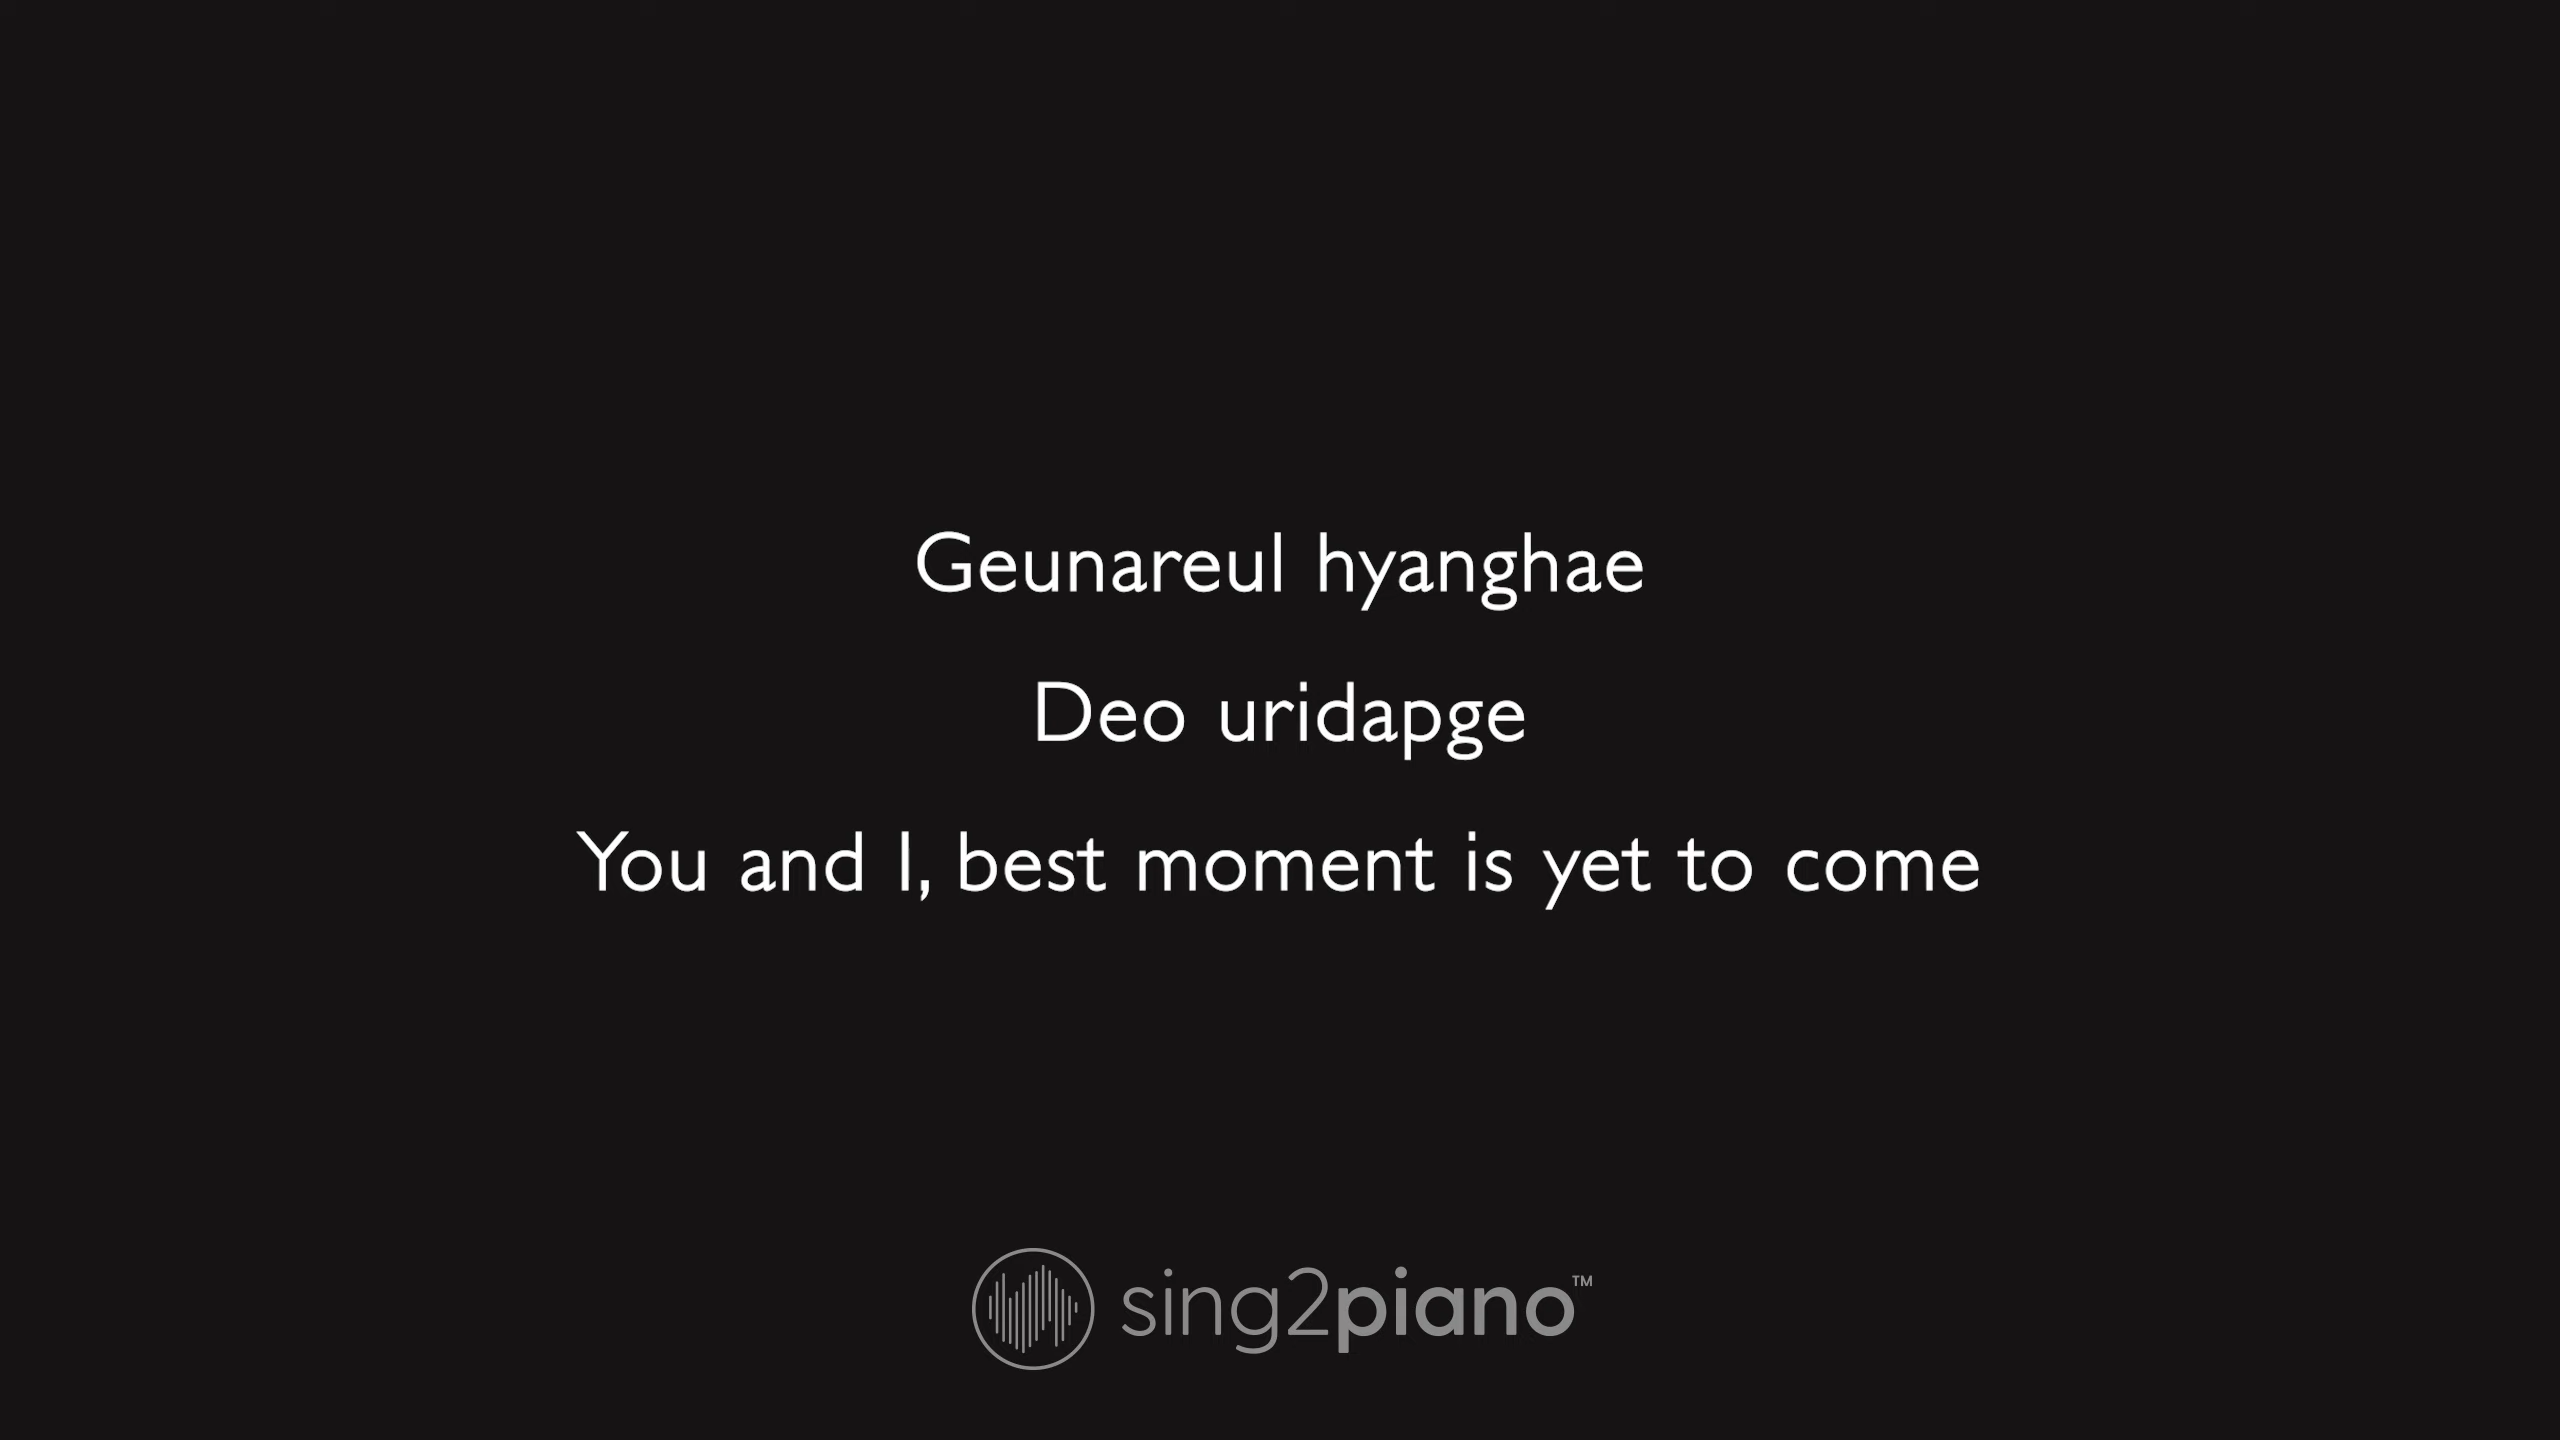 Geunareul hyanghae
Deo uridapge
You and I, best moment is yet to come
sing2piano™